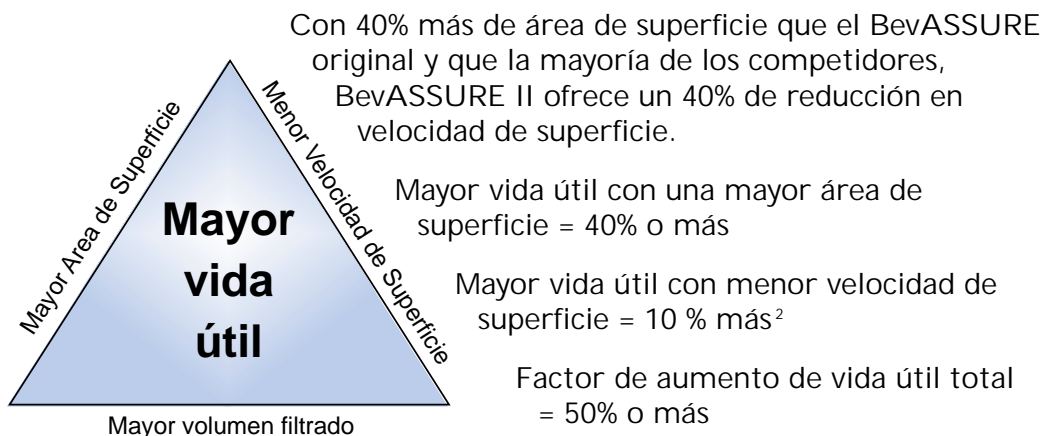 Con 40% más de área de superficie que el BevASSURE
original y que la mayoría de los competidores,
BevASSURE II ofrece un 40% de reducción en
velocidad de superficie.
Mayor vida útil con una mayor área de
superficie = 40% o más
Mayor vida útil con menor velocidad de
superficie = 10 % más²
Factor de aumento de vida útil total
= 50% o más
Mayor Area de Superficie
Menor Velocidad de Superficie
Mayor
vida
útil
Mayor volumen filtrado